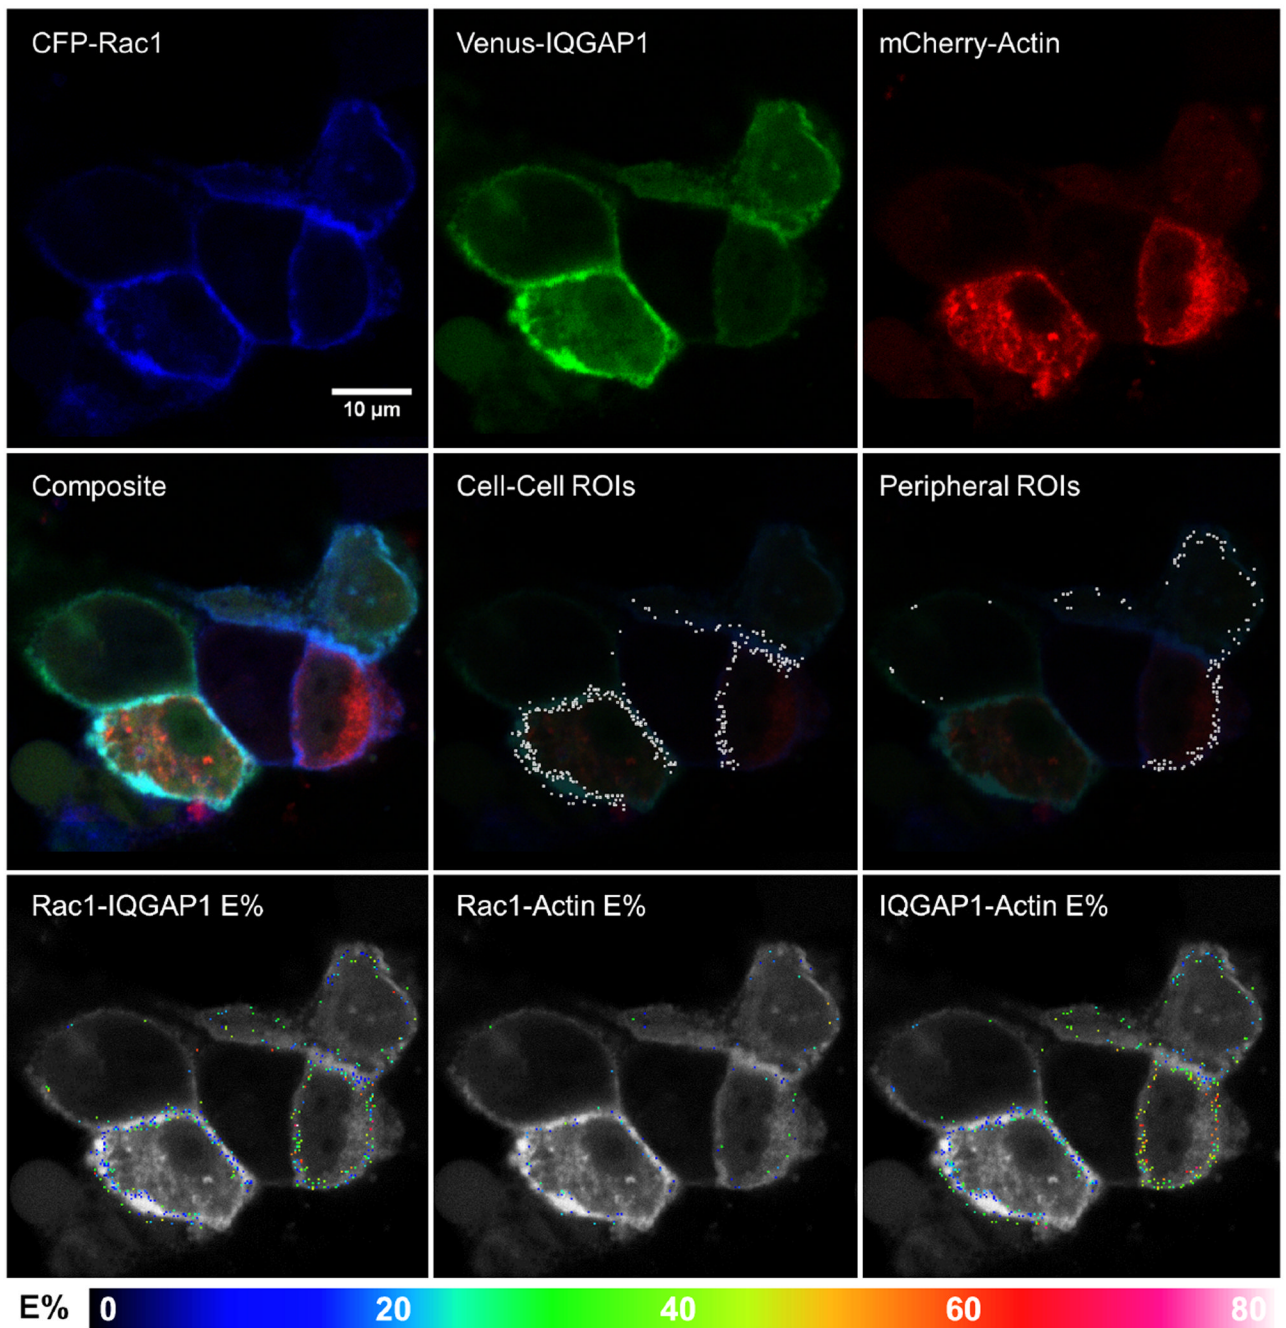 CFP-Rac1
Venus-IQGAP1
mCherry-Actin
10 µm
Composite
Cell-Cell ROIs
Peripheral ROIs
Rac1-IQGAP1 E%
Rac1-Actin E%
IQGAP1-Actin E%
E% 0 20 40 60 80